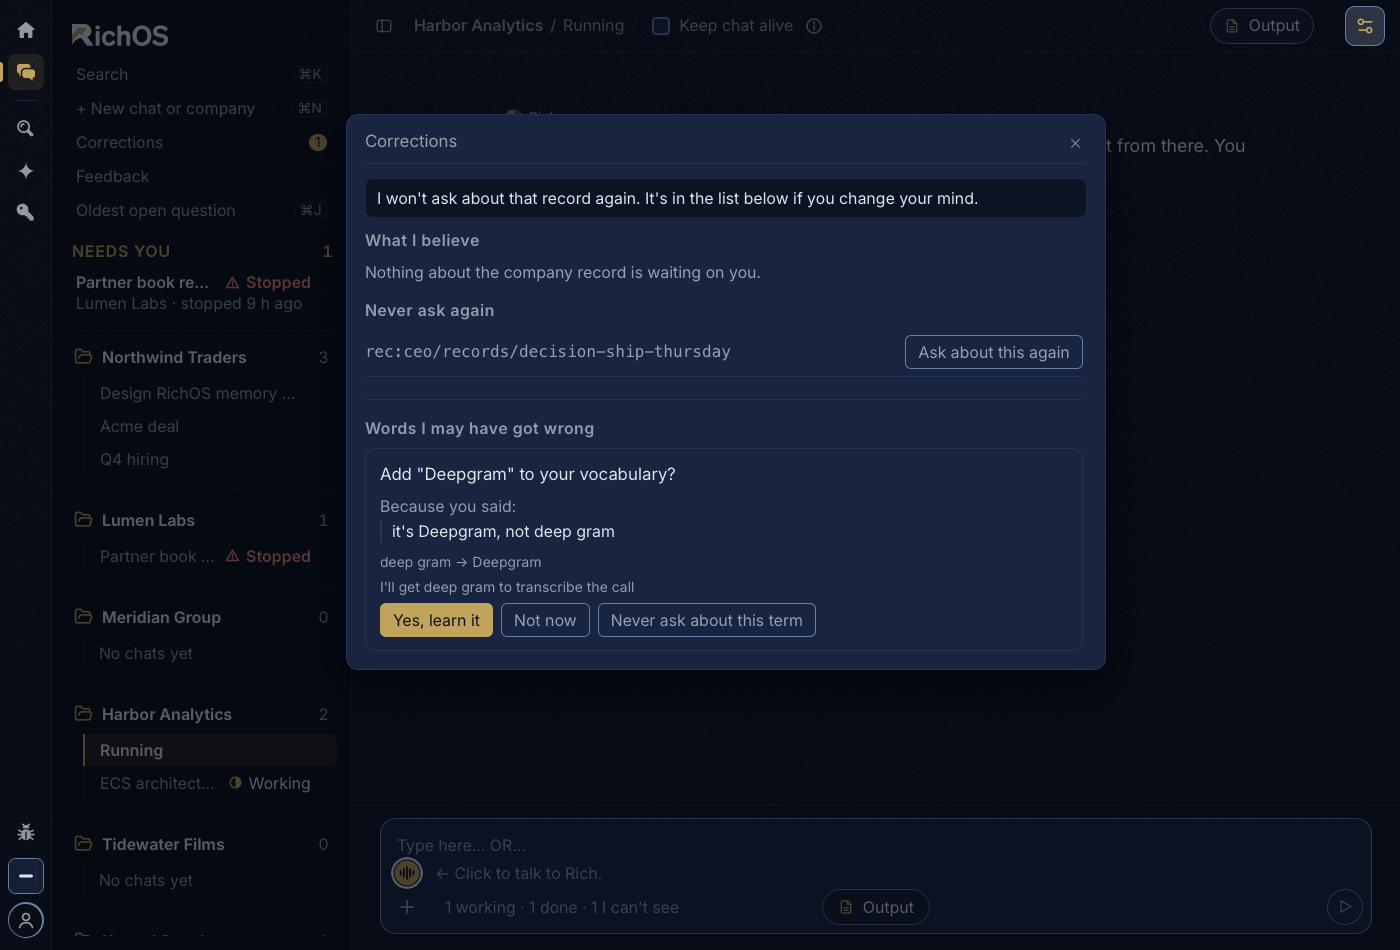 RichOS
Search ⌘K
+ New chat or company ⌘N
Corrections 1
Feedback
Oldest open question ⌘J
NEEDS YOU 1
Partner book re... Stopped
Lumen Labs · stopped 9 h ago
Northwind Traders 3
Design RichOS memory ...
Acme deal
Q4 hiring
Lumen Labs 1
Partner book ... Stopped
Meridian Group 0
No chats yet
Harbor Analytics 2
Running
ECS architect... Working
Tidewater Films 0
No chats yet
Harbor Analytics / Running Keep chat alive Output
t from there. You
Corrections
I won't ask about that record again. It's in the list below if you change your mind.
What I believe
Nothing about the company record is waiting on you.
Never ask again
rec:ceo/records/decision-ship-thursday Ask about this again
Words I may have got wrong
Add "Deepgram" to your vocabulary?
Because you said:
it's Deepgram, not deep gram
deep gram → Deepgram
I'll get deep gram to transcribe the call
Yes, learn it Not now Never ask about this term
Type here... OR...
← Click to talk to Rich.
1 working · 1 done · 1 I can't see Output